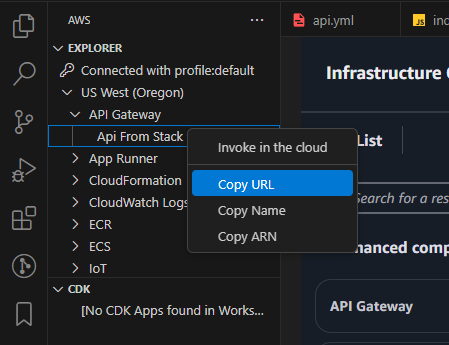 AWS
...
api.yml
JS
inc
EXPLORER
Connected with profile:default
US West (Oregon)
API Gateway
Api From Stack
App Runner
CloudFormation
CloudWatch Logs
ECR
ECS
IoT
CDK
[No CDK Apps found in Works...
Invoke in the cloud
Copy URL
Copy Name
Copy ARN
Infrastructure
List
Search for a res
hanced comp
API Gateway